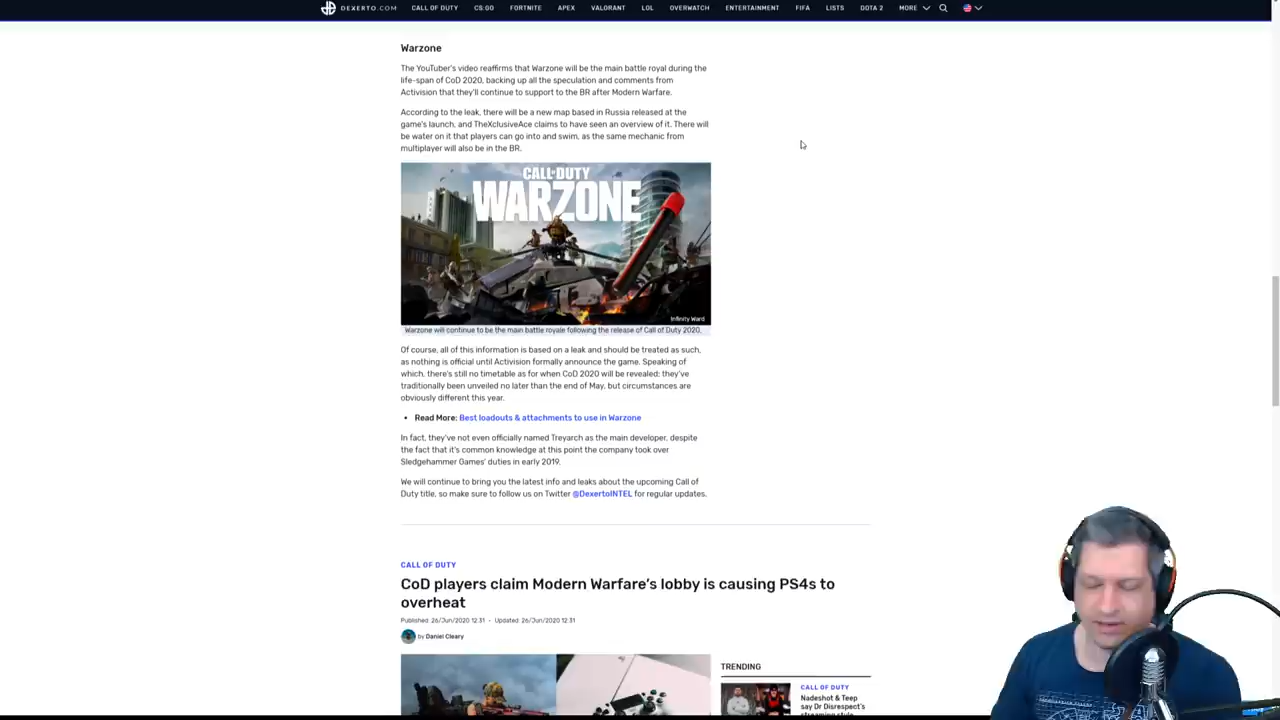 DEXERTO.COM CALL OF DUTY CS:GO FORTNITE APEX VALORANT LOL OVERWATCH ENTERTAINMENT FIFA LISTS DOTA 2 MORE
Warzone
The YouTuber's video reaffirms that Warzone will be the main battle royal during the
life-span of CoD 2020, backing up all the speculation and comments from
Activision that they'll continue to support to the BR after Modern Warfare.
According to the leak, there will be a new map based in Russia released at the
game's launch, and TheXclusiveAce claims to have seen an overview of it. There will
be water on it that players can go into and swim, as the same mechanic from
multiplayer will also be in the BR.
CALL OF DUTY
WARZONE
Infinity Ward
Warzone will continue to be the main battle royale following the release of Call of Duty 2020.
Of course, all of this information is based on a leak and should be treated as such,
as nothing is official until Activision formally announce the game. Speaking of
which, there's still no timetable as for when CoD 2020 will be revealed; they've
traditionally been unveiled no later than the end of May, but circumstances are
obviously different this year.
• Read More: Best loadouts & attachments to use in Warzone
In fact, they've not even officially named Treyarch as the main developer, despite
the fact that it's common knowledge at this point the company took over
Sledgehammer Games' duties in early 2019.
We will continue to bring you the latest info and leaks about the upcoming Call of
Duty title, so make sure to follow us on Twitter @DexertoINTEL for regular updates.
CALL OF DUTY
CoD players claim Modern Warfare's lobby is causing PS4s to
overheat
Published: 26/Jun/2020 12:31 • Updated: 26/Jun/2020 12:31
by Daniel Cleary
TRENDING
CALL OF DUTY
Nadeshot & Teep
say Dr Disrespect's
streaming style